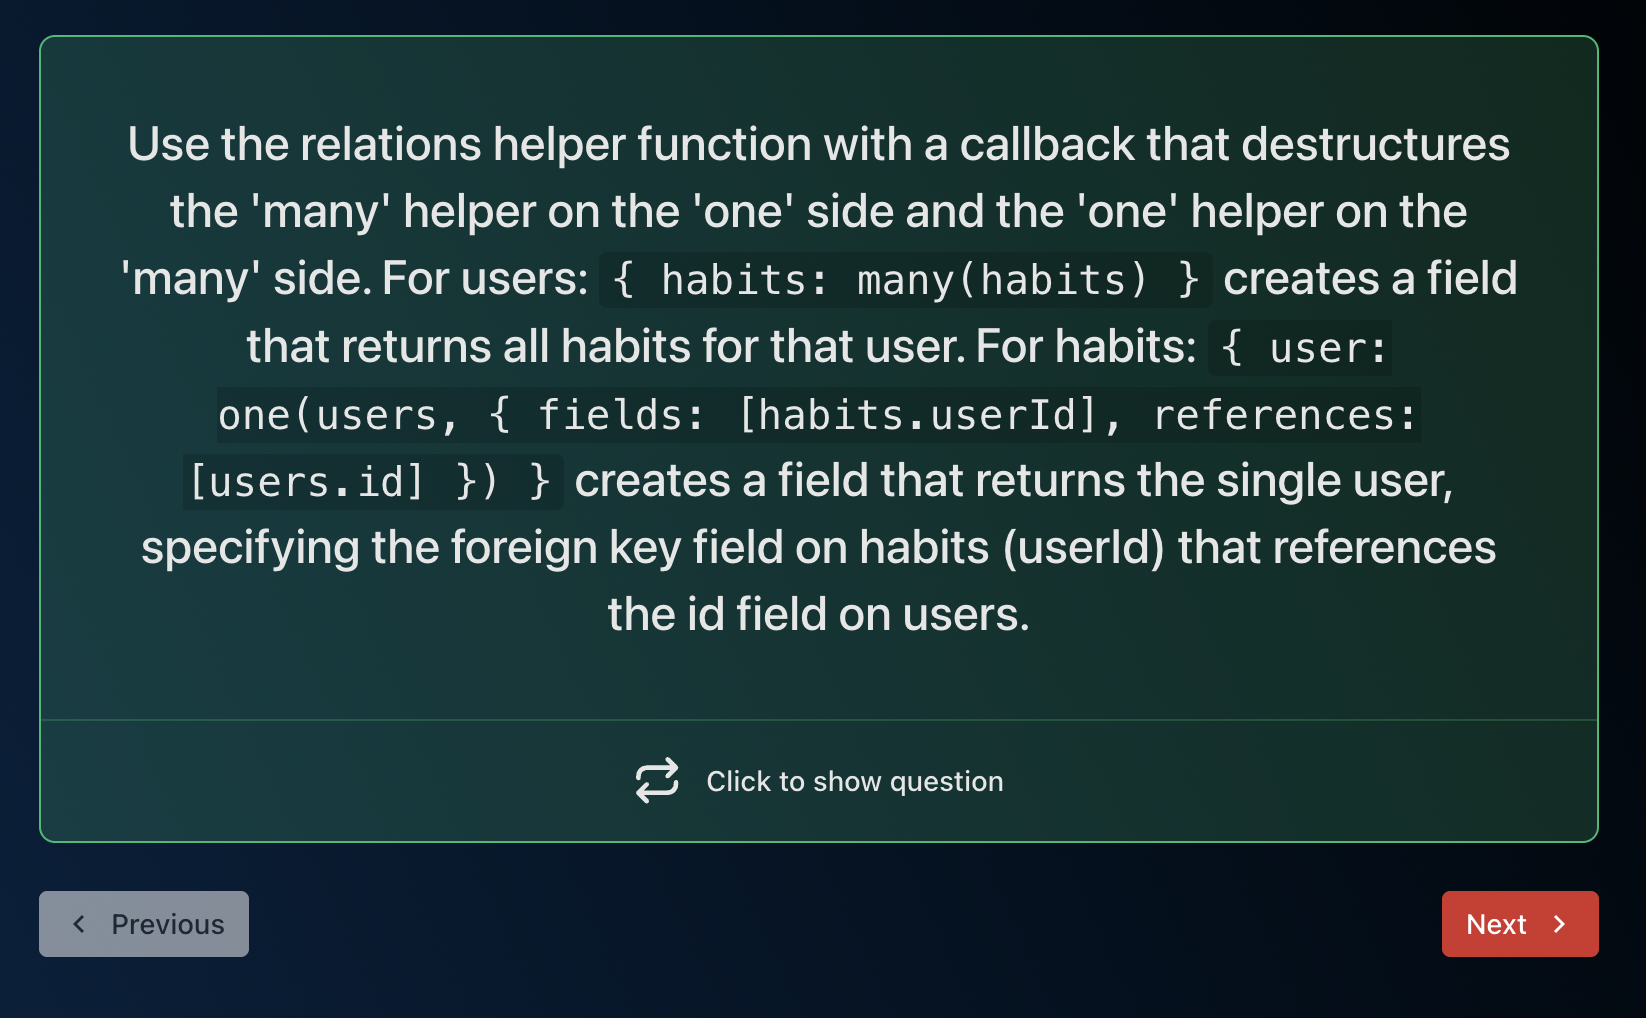 Use the relations helper function with a callback that destructures
the 'many' helper on the 'one' side and the 'one' helper on the
'many' side. For users: { habits: many(habits) } creates a field
that returns all habits for that user. For habits: { user:
one(users, { fields: [habits.userId], references:
[users.id] }) } creates a field that returns the single user,
specifying the foreign key field on habits (userId) that references
the id field on users.
Click to show question
Previous
Next